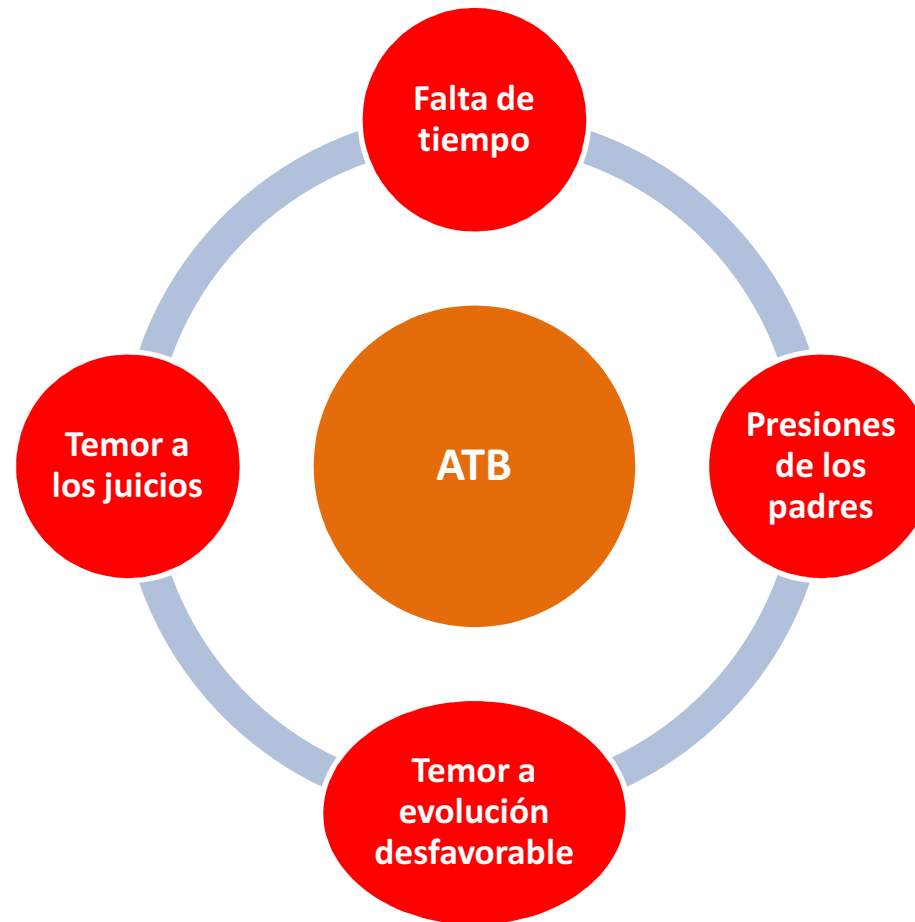 Falta de
tiempo
Temor a
los juicios
ATB
Presiones
de los
padres
Temor a
evolución
desfavorable